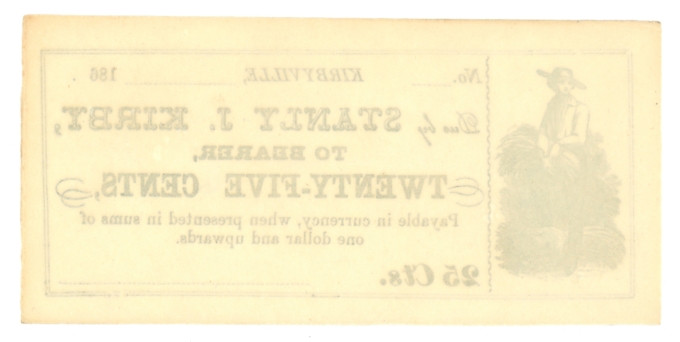 No. KIRBYVILLE, 186 .
Due by STANLY J. KIRBY,
TO BEARER,
TWENTY-FIVE CENTS,
Payable in currency, when presented in sums of
one dollar and upwards.
25 Cts.